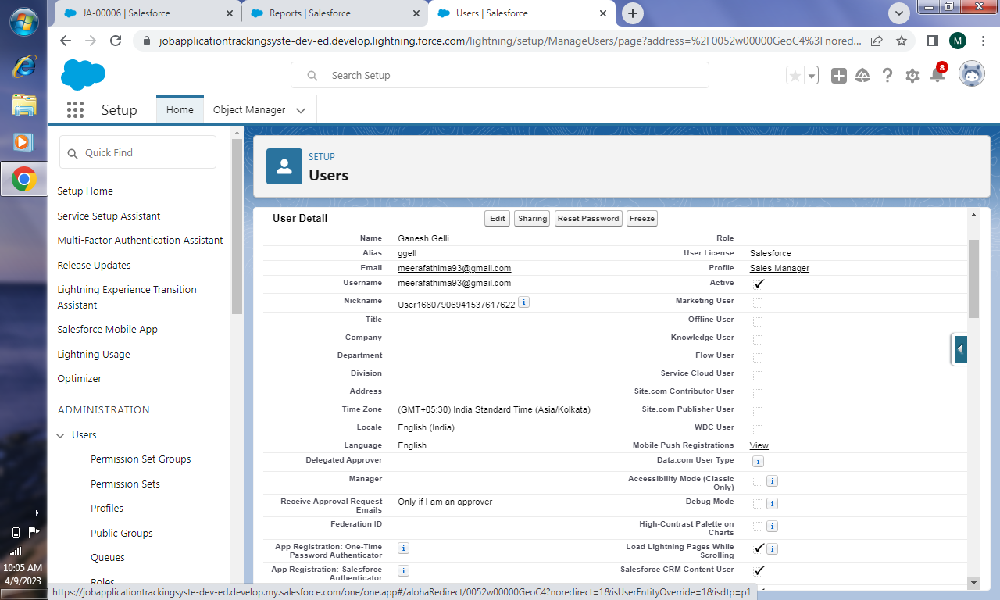 JA-00006 | Salesforce
Reports | Salesforce
Users | Salesforce
jobapplicationtrackingsyste-dev-ed.develop.lightning.force.com/lightning/setup/ManageUsers/page?address=%2F0052w00000GeoC4%3Fnored...
M
Search Setup
8
Setup
Home
Object Manager
Quick Find
Setup Home
Service Setup Assistant
Multi-Factor Authentication Assistant
Release Updates
Lightning Experience Transition
Assistant
Salesforce Mobile App
Lightning Usage
Optimizer
ADMINISTRATION
Users
Permission Set Groups
Permission Sets
Profiles
Public Groups
Queues
Roles
SETUP
Users
User Detail
Edit
Sharing
Reset Password
Freeze
Name Ganesh Gelli Role
Alias ggell User License Salesforce
Email meerafathima93@gmail.com Profile Sales Manager
Username meerafathima93@gmail.com Active
Nickname User16807906941537617622 i Marketing User
Title Offline User
Company Knowledge User
Department Flow User
Division Service Cloud User
Address Site.com Contributor User
Time Zone (GMT+05:30) India Standard Time (Asia/Kolkata) Site.com Publisher User
Locale English (India) WDC User
Language English Mobile Push Registrations View
Delegated Approver Data.com User Type i
Manager Accessibility Mode (Classic
Only) i
Receive Approval Request
Emails Only if I am an approver Debug Mode i
Federation ID High-Contrast Palette on
Charts i
App Registration: One-Time
Password Authenticator i Load Lightning Pages While
Scrolling i
App Registration: Salesforce
Authenticator i Salesforce CRM Content User
10:05 AM
4/9/2023
https://jobapplicationtrackingsyste-dev-ed.develop.my.salesforce.com/one/one.app#/alohaRedirect/0052w00000GeoC4?noredirect=1&isUserEntityOverride=1&isdtp=p1